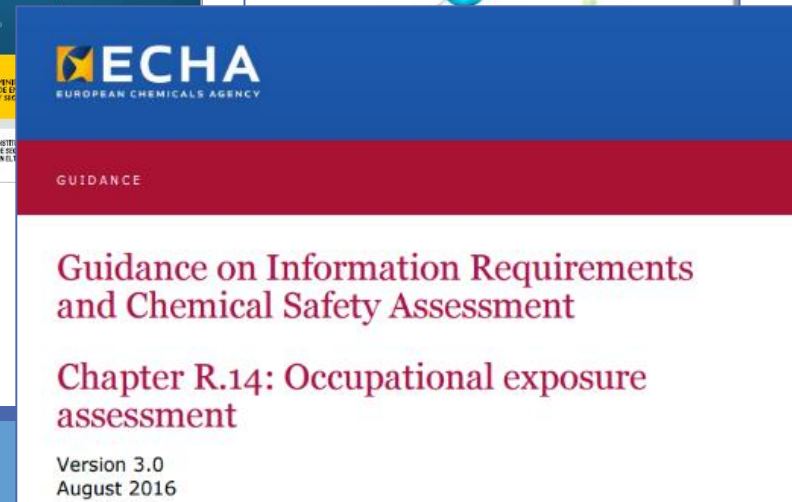 ECHA
EUROPEAN CHEMICALS AGENCY
GUIDANCE
Guidance on Information Requirements
and Chemical Safety Assessment
Chapter R.14: Occupational exposure
assessment
Version 3.0
August 2016